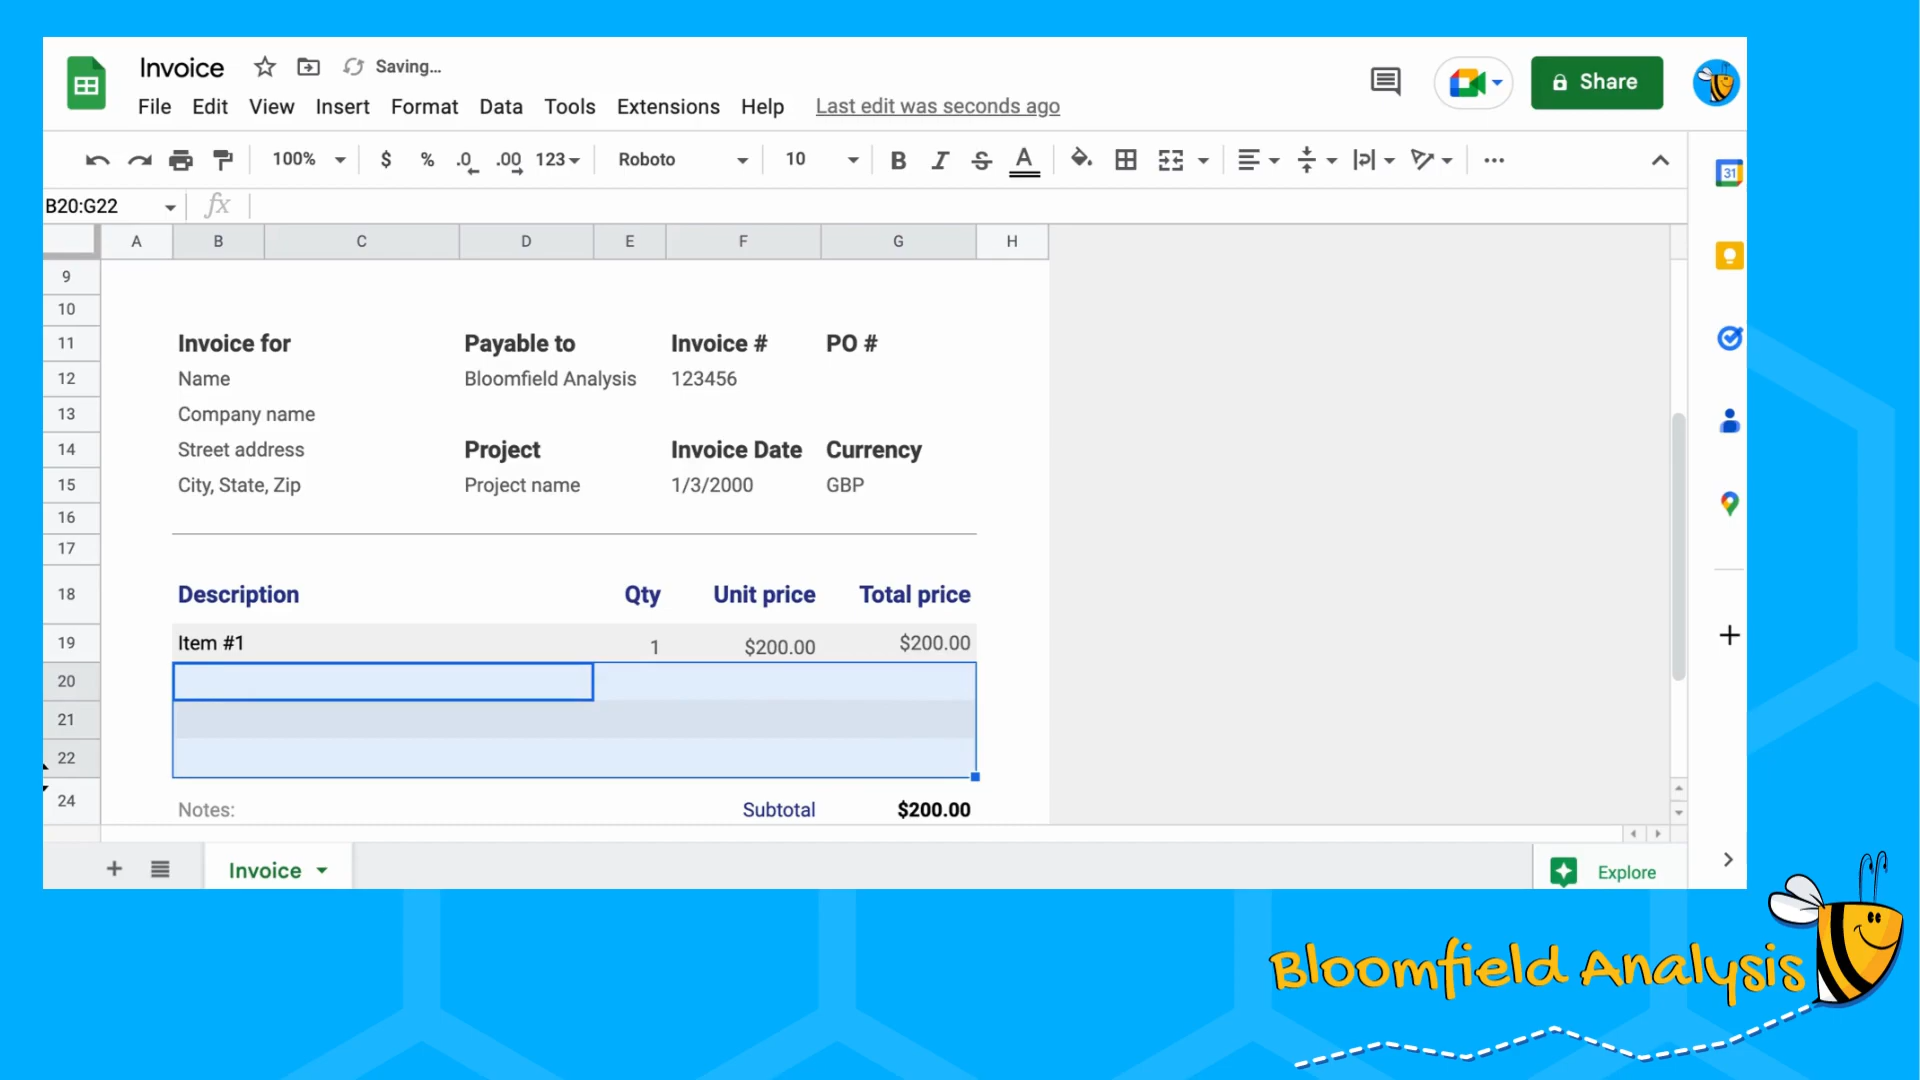 Invoice Saving...
File Edit View Insert Format Data Tools Extensions Help Last edit was seconds ago
Share
100% $ % .0 .00 123 Roboto 10 B I S A
31
B20:G22 fx
A B C D E F G H
9
10
11 Invoice for Payable to Invoice # PO #
12 Name Bloomfield Analysis 123456
13 Company name
14 Street address Project Invoice Date Currency
15 City, State, Zip Project name 1/3/2000 GBP
16
17
18 Description Qty Unit price Total price
19 Item #1 1 $200.00 $200.00
20
21
22
24 Notes: Subtotal $200.00
Invoice Explore
Bloomfield Analysis